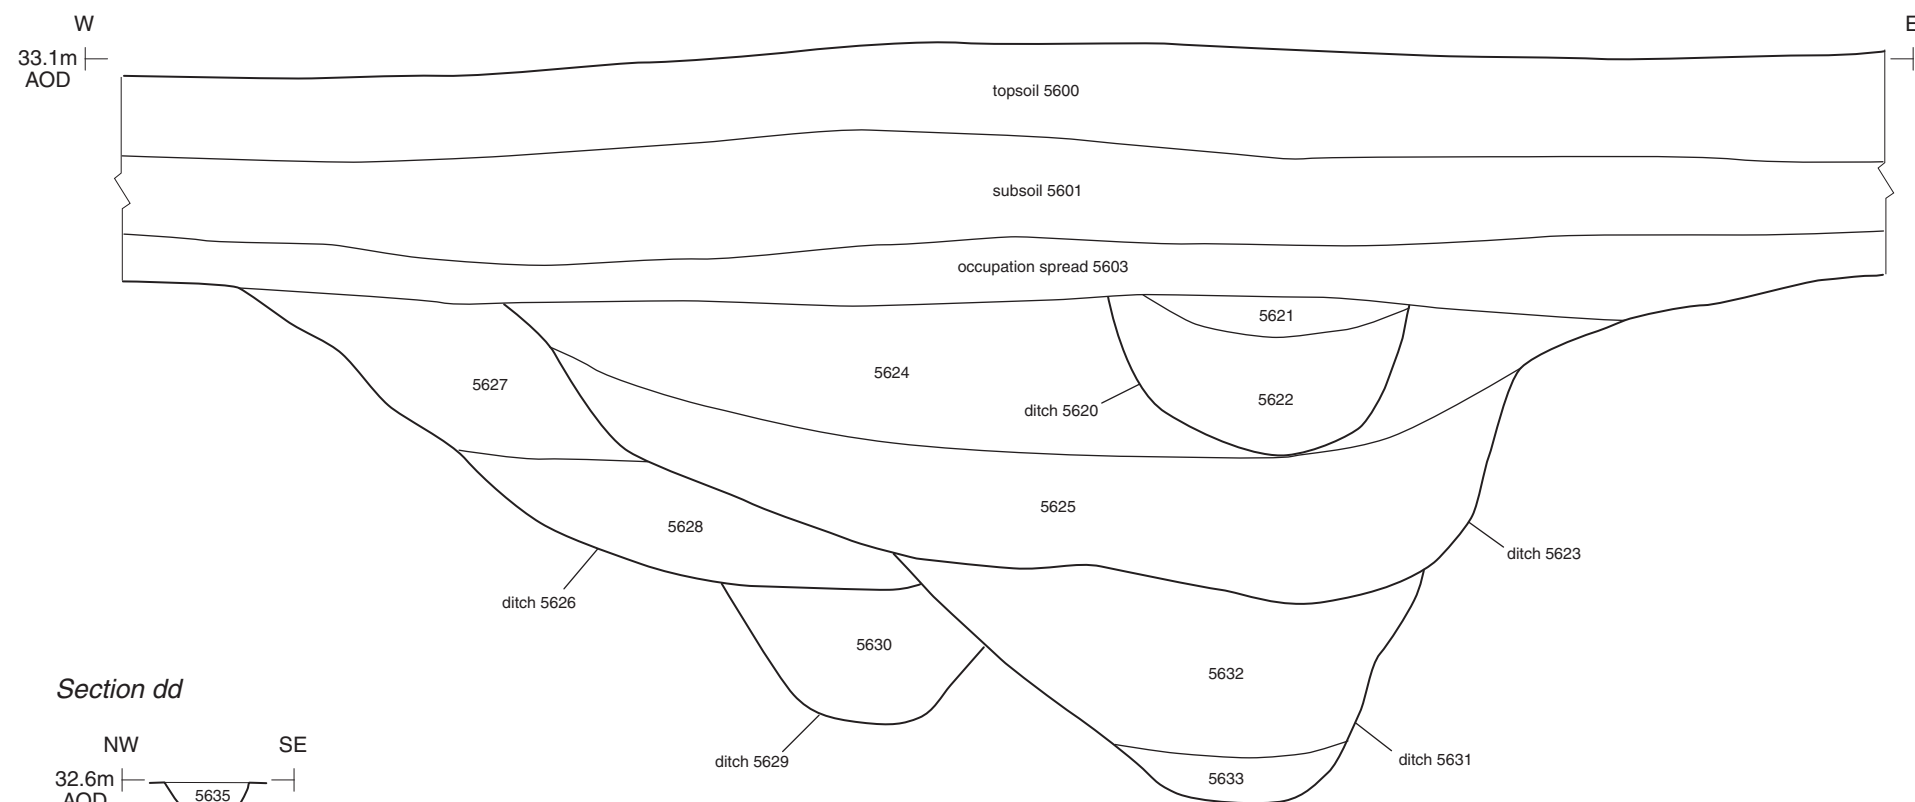 W
E
33.1m
AOD
topsoil 5600
subsoil 5601
occupation spread 5603
5621
5624
5627
5622
ditch 5620
5625
5628
ditch 5623
ditch 5626
5630
5632
Section dd
NW
SE
ditch 5629
ditch 5631
32.6m
5633
5635
AOD